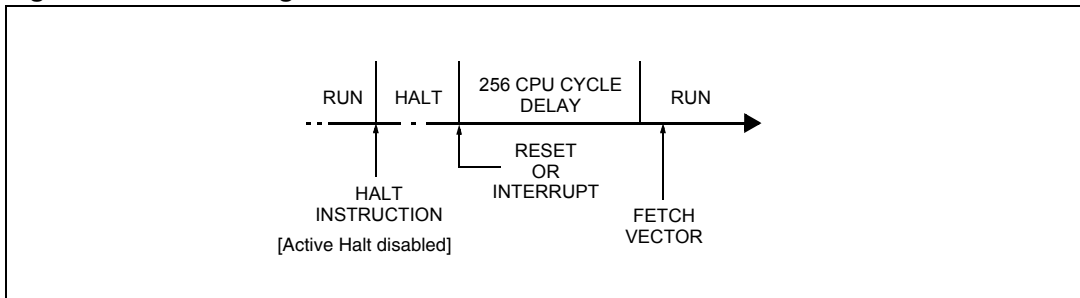 RUN
HALT
256 CPU CYCLE
DELAY
RUN
RESET
OR
INTERRUPT
HALT
INSTRUCTION
[Active Halt disabled]
FETCH
VECTOR